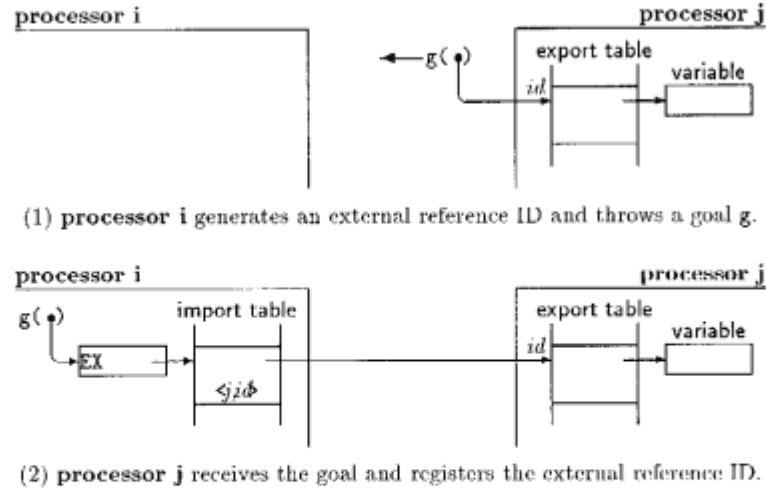 processor i processor j
g( ) export table
id variable
(1) processor i generates an external reference ID and throws a goal g.
processor i processor j
g( ) import table export table
EX id variable
<j,id>
(2) processor j receives the goal and registers the external reference ID.